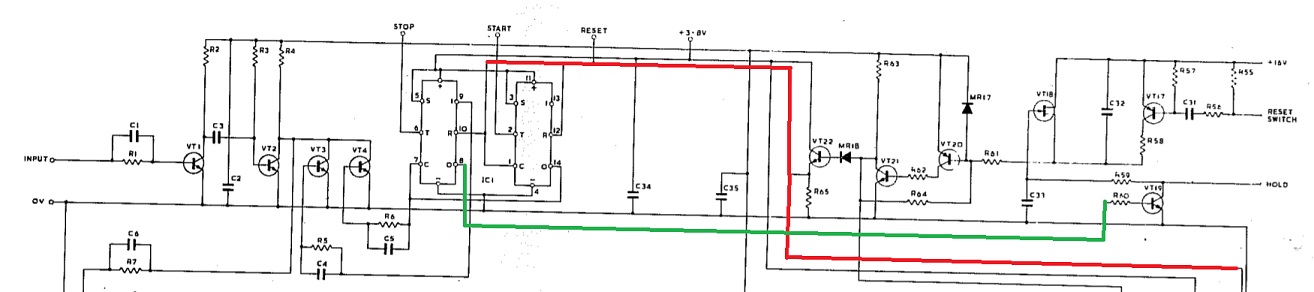 STOP
START
RESET
+3·8V
R2
R3
R4
R63
+16V
VT18
C32
VT17
R57
C31
R56
R55
RESET
SWITCH
MR17
C1
R1
C3
VT1
VT2
VT3
VT4
5
S
1
9
6
T
R
10
7
C
0
8
11
3
S
1
13
2
T
R
12
1
C
0
14
4
IC1
INPUT
C2
C34
C35
VT22
MR18
VT21
R62
VT20
R61
R58
R65
R64
R59
HOLD
R60
VT19
0V
R6
C5
C6
R7
R5
C4